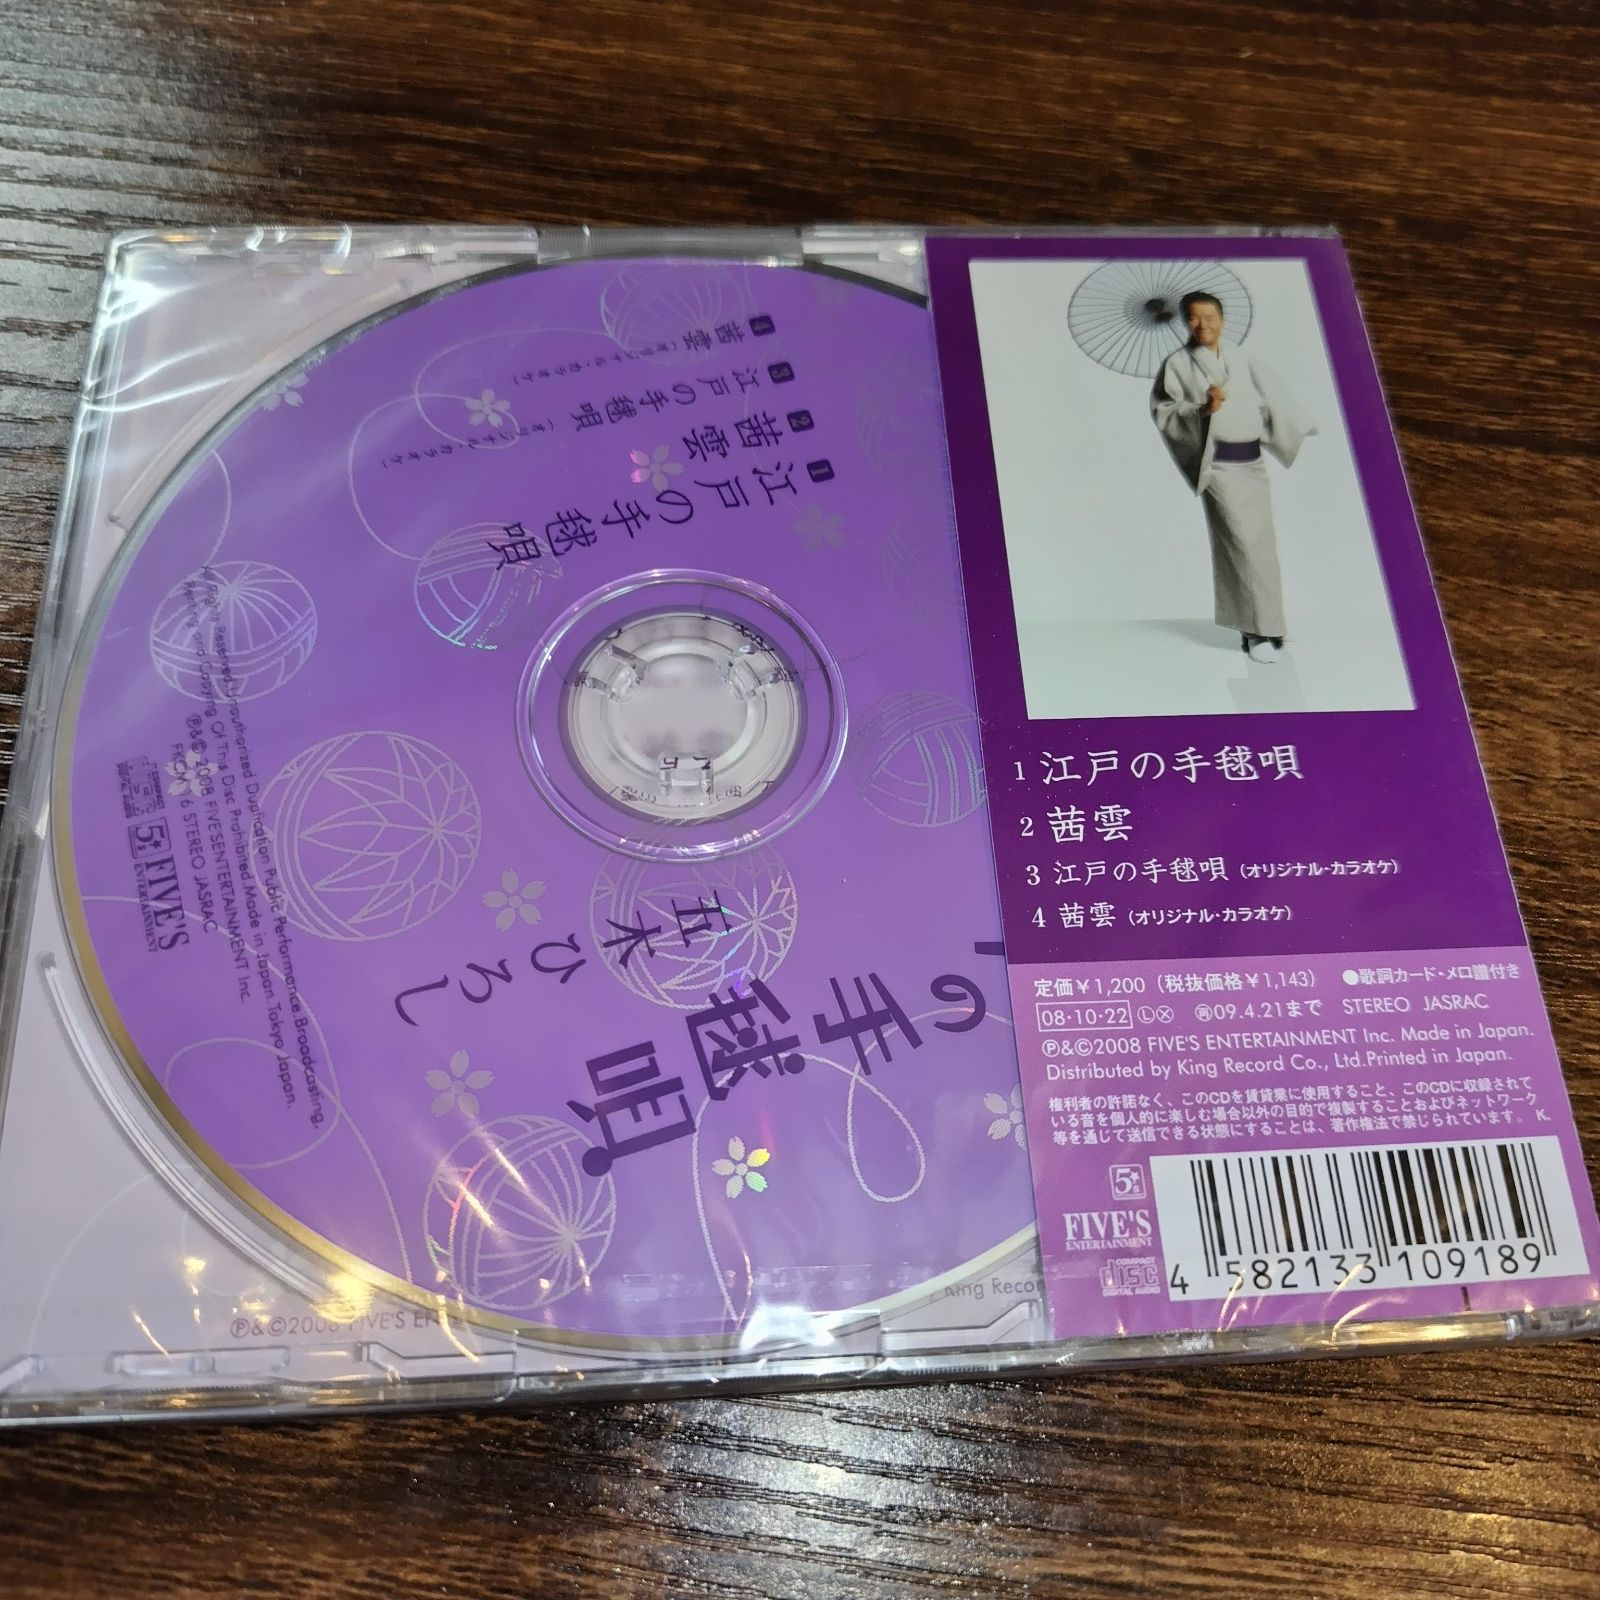 1 江戸の手毬唄
2 茜雲
3 江戸の手毬唄 (オリジナル・カラオケ)
4 茜雲 (オリジナル・カラオケ)
定価¥1,200(税抜価格¥1,143) ●歌詞カード・メロ譜付き
08・10・22 Ⓛ Ⓧ ㊢09.4.21まで STEREO JASRAC
Ⓟ&©2008 FIVE'S ENTERTAINMENT Inc. Made in Japan.
Distributed by King Record Co., Ltd.Printed in Japan.
権利者の許諾なく、このCDを賃貸業に使用すること、このCDに収録されて
いる音を個人的に楽しむ場合以外の目的で複製することおよびネットワーク
等を通じて送信できる状態にすることは、著作権法で禁じられています。 K.
5's
FIVE'S
ENTERTAINMENT
COMPACT
disc
DIGITAL AUDIO
4 582133 109189
の手毬唄
五木ひろし
1 江戸の手毬唄
2 茜雲
3 江戸の手毬唄 (オリジナル・カラオケ)
4 茜雲 (オリジナル・カラオケ)
All Rights Reserved.Unauthorized Duplication.Public Performance.Broadcasting.
Renting and Copying Of This Disc Prohibited.Made in Japan.Tokyo Japan.
Ⓟ&©2008 FIVE'SENTERTAINMENT Inc.
6 STEREO JASRAC
5's
FIVE'S
ENTERTAINMENT
Ⓟ&©2008 FIVE'S
King Recor